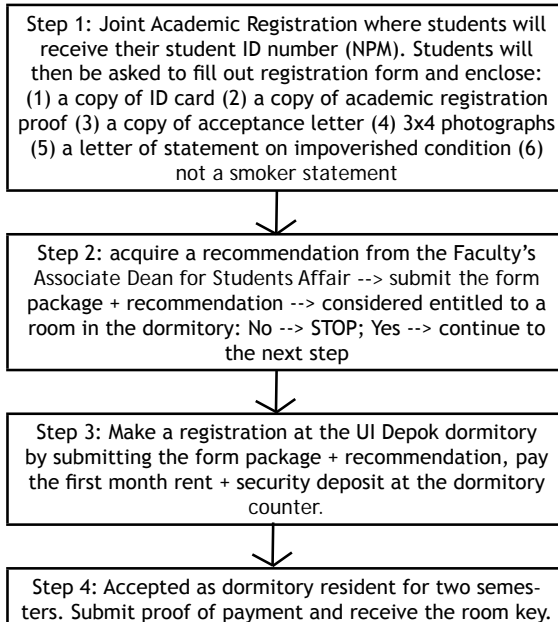 Step 1: Joint Academic Registration where students will
receive their student ID number (NPM). Students will
then be asked to fill out registration form and enclose:
(1) a copy of ID card (2) a copy of academic registration
proof (3) a copy of acceptance letter (4) 3x4 photographs
(5) a letter of statement on impoverished condition (6)
not a smoker statement
Step 2: acquire a recommendation from the Faculty's
Associate Dean for Students Affair --> submit the form
package + recommendation --> considered entitled to a
room in the dormitory: No --> STOP; Yes --> continue to
the next step
Step 3: Make a registration at the UI Depok dormitory
by submitting the form package + recommendation, pay
the first month rent + security deposit at the dormitory
counter.
Step 4: Accepted as dormitory resident for two semes-
ters. Submit proof of payment and receive the room key.